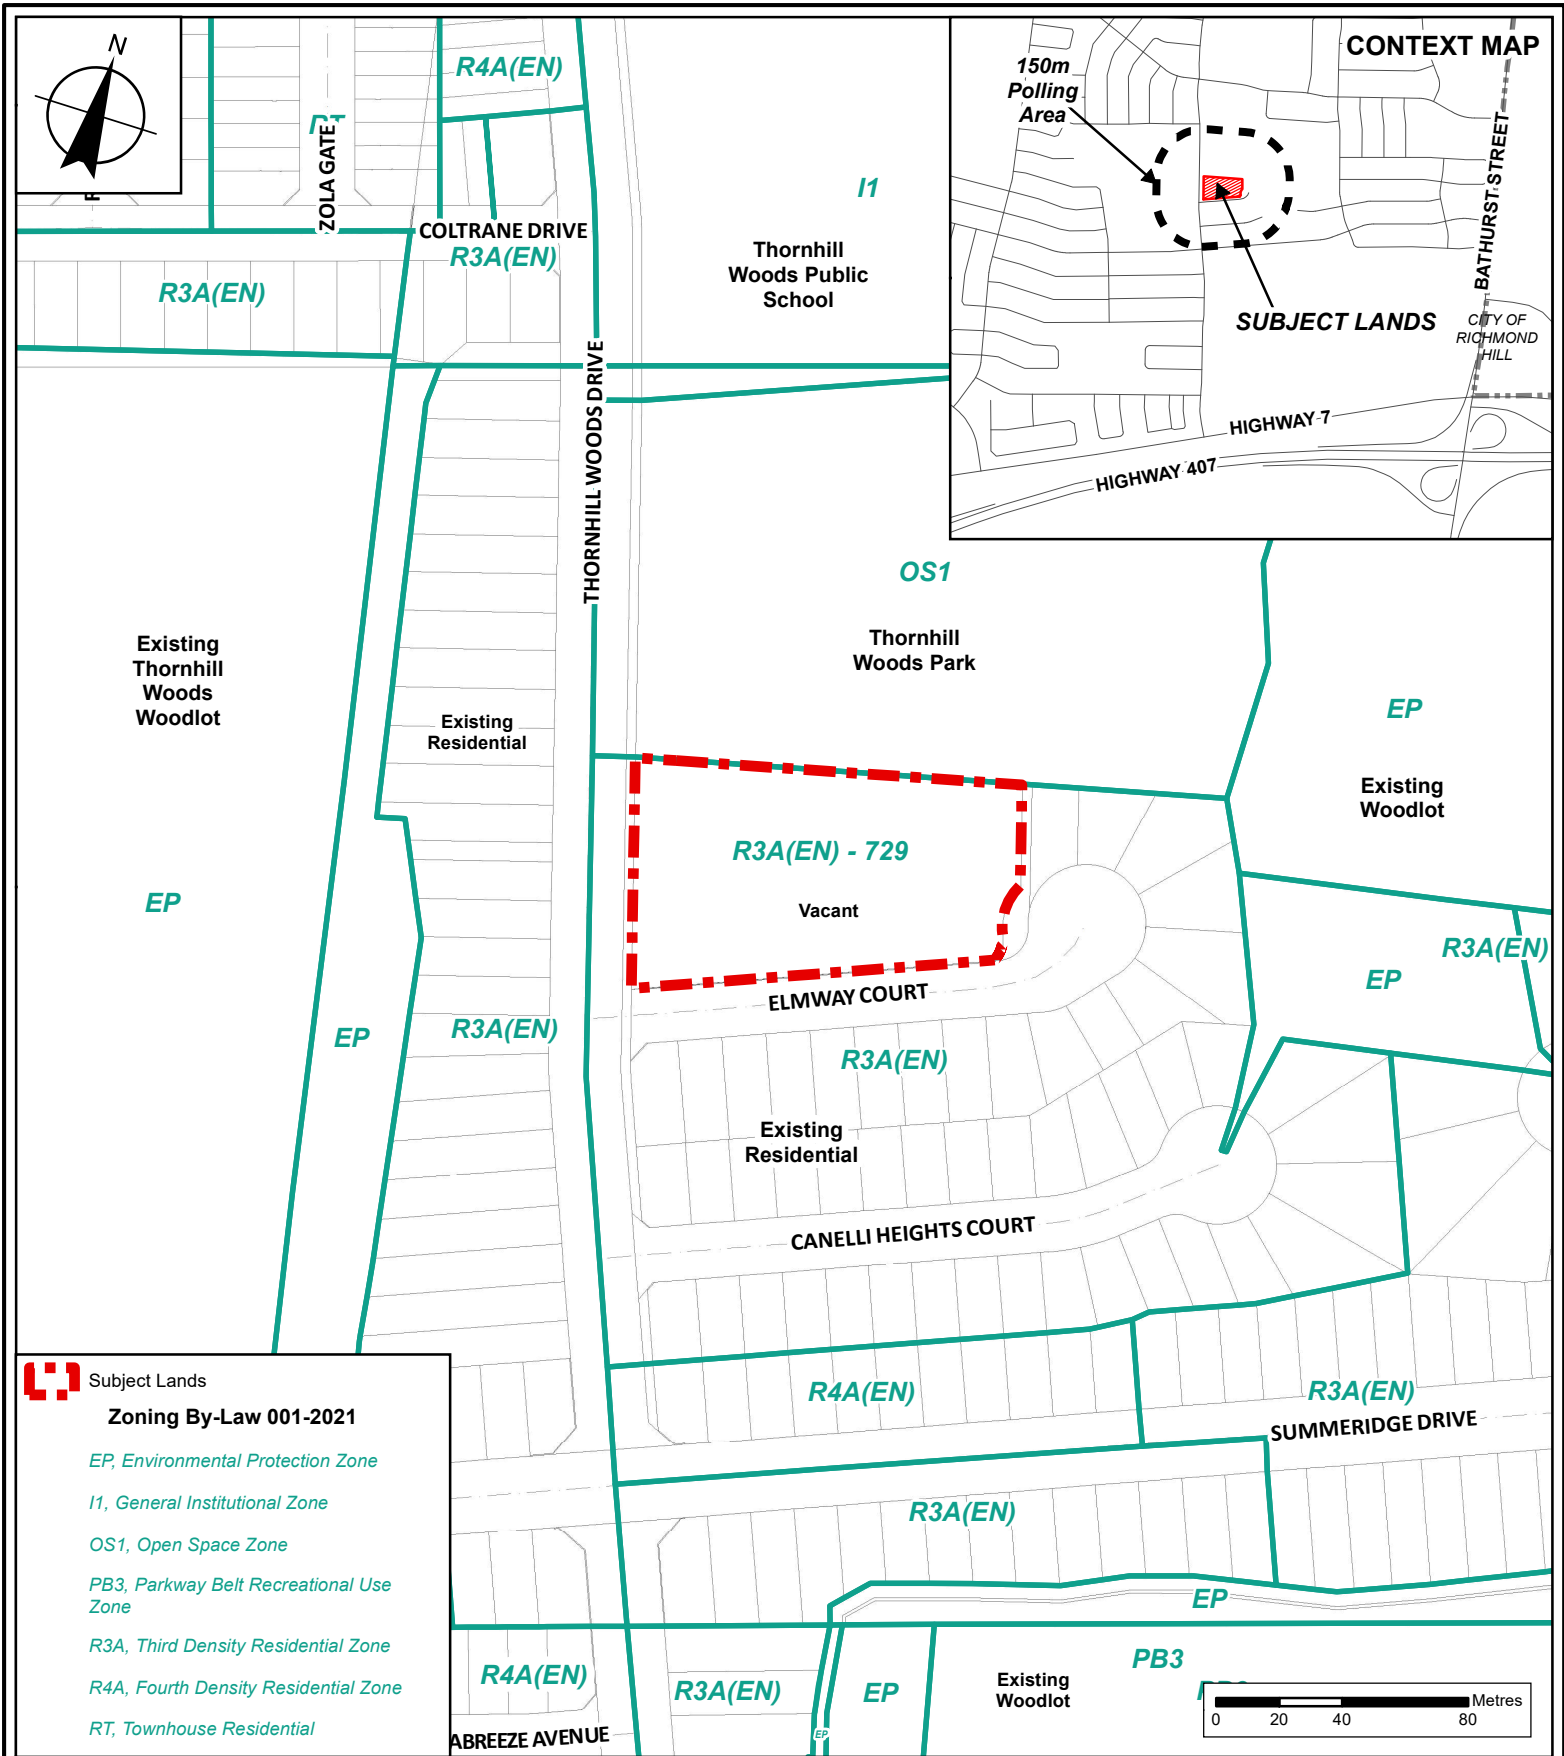 N
R4A(EN)
ZOLA GATE
COLTRANE DRIVE
R3A(EN)
R3A(EN)
I1
Thornhill
Woods Public
School
CONTEXT MAP
150m
Polling
Area
BATHURST STREET
SUBJECT LANDS
CITY OF
RICHMOND
HILL
HIGHWAY 7
HIGHWAY 407
THORNHILL WOODS DRIVE
OS1
Thornhill
Woods Park
Existing
Thornhill
Woods
Woodlot
Existing
Residential
EP
Existing
Woodlot
R3A(EN) - 729
Vacant
EP
R3A(EN)
EP
ELMWAY COURT
EP
R3A(EN)
R3A(EN)
Existing
Residential
CANELLI HEIGHTS COURT
Subject Lands
Zoning By-Law 001-2021
EP, Environmental Protection Zone
I1, General Institutional Zone
OS1, Open Space Zone
PB3, Parkway Belt Recreational Use
Zone
R3A, Third Density Residential Zone
R4A, Fourth Density Residential Zone
RT, Townhouse Residential
R4A(EN)
R3A(EN)
SUMMERIDGE DRIVE
R3A(EN)
EP
R4A(EN)
R3A(EN)
EP
EP
Existing
Woodlot
PB3
ABREEZE AVENUE
Metres
0 20 40 80